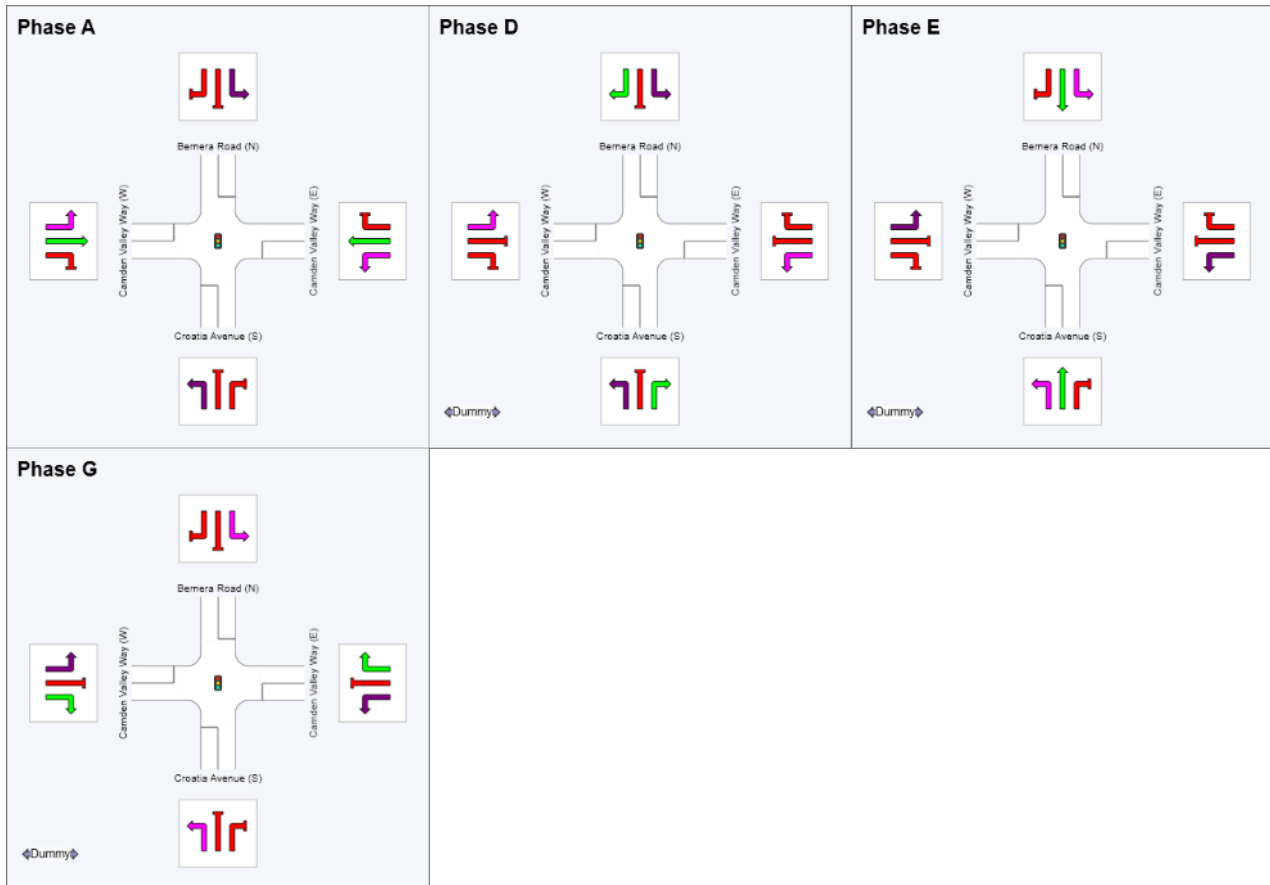 Phase A
Bernera Road (N)
Camden Valley Way (W)
Camden Valley Way (E)
Croatia Avenue (S)
Phase D
Bernera Road (N)
Camden Valley Way (W)
Camden Valley Way (E)
Croatia Avenue (S)
Dummy
Phase E
Bernera Road (N)
Camden Valley Way (W)
Camden Valley Way (E)
Croatia Avenue (S)
Dummy
Phase G
Bernera Road (N)
Camden Valley Way (W)
Camden Valley Way (E)
Croatia Avenue (S)
Dummy